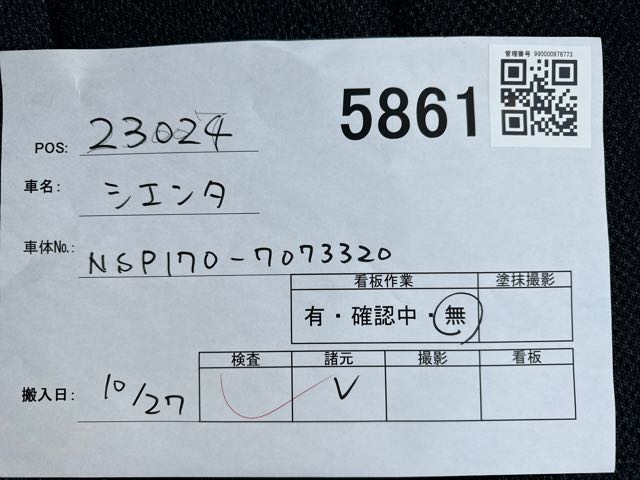 管理番号 990000978773
5861
POS: 23024
車名: シエンタ
車体No.: NSP170-7073320
看板作業 塗抹撮影
有・確認中・無
検査 諸元 撮影 看板
搬入日: 10/27 V